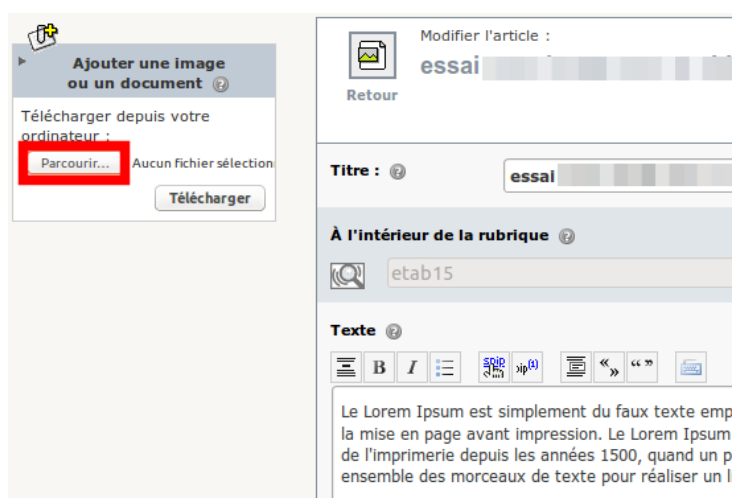 Ajouter une image
ou un document
Télécharger depuis votre
ordinateur :
Parcourir... Aucun fichier sélection
Télécharger
Modifier l'article :
essai
Retour
Titre :
essai
À l'intérieur de la rubrique
etab15
Texte
B I
Le Lorem Ipsum est simplement du faux texte emp
la mise en page avant impression. Le Lorem Ipsum
de l'imprimerie depuis les années 1500, quand un p
ensemble des morceaux de texte pour réaliser un l